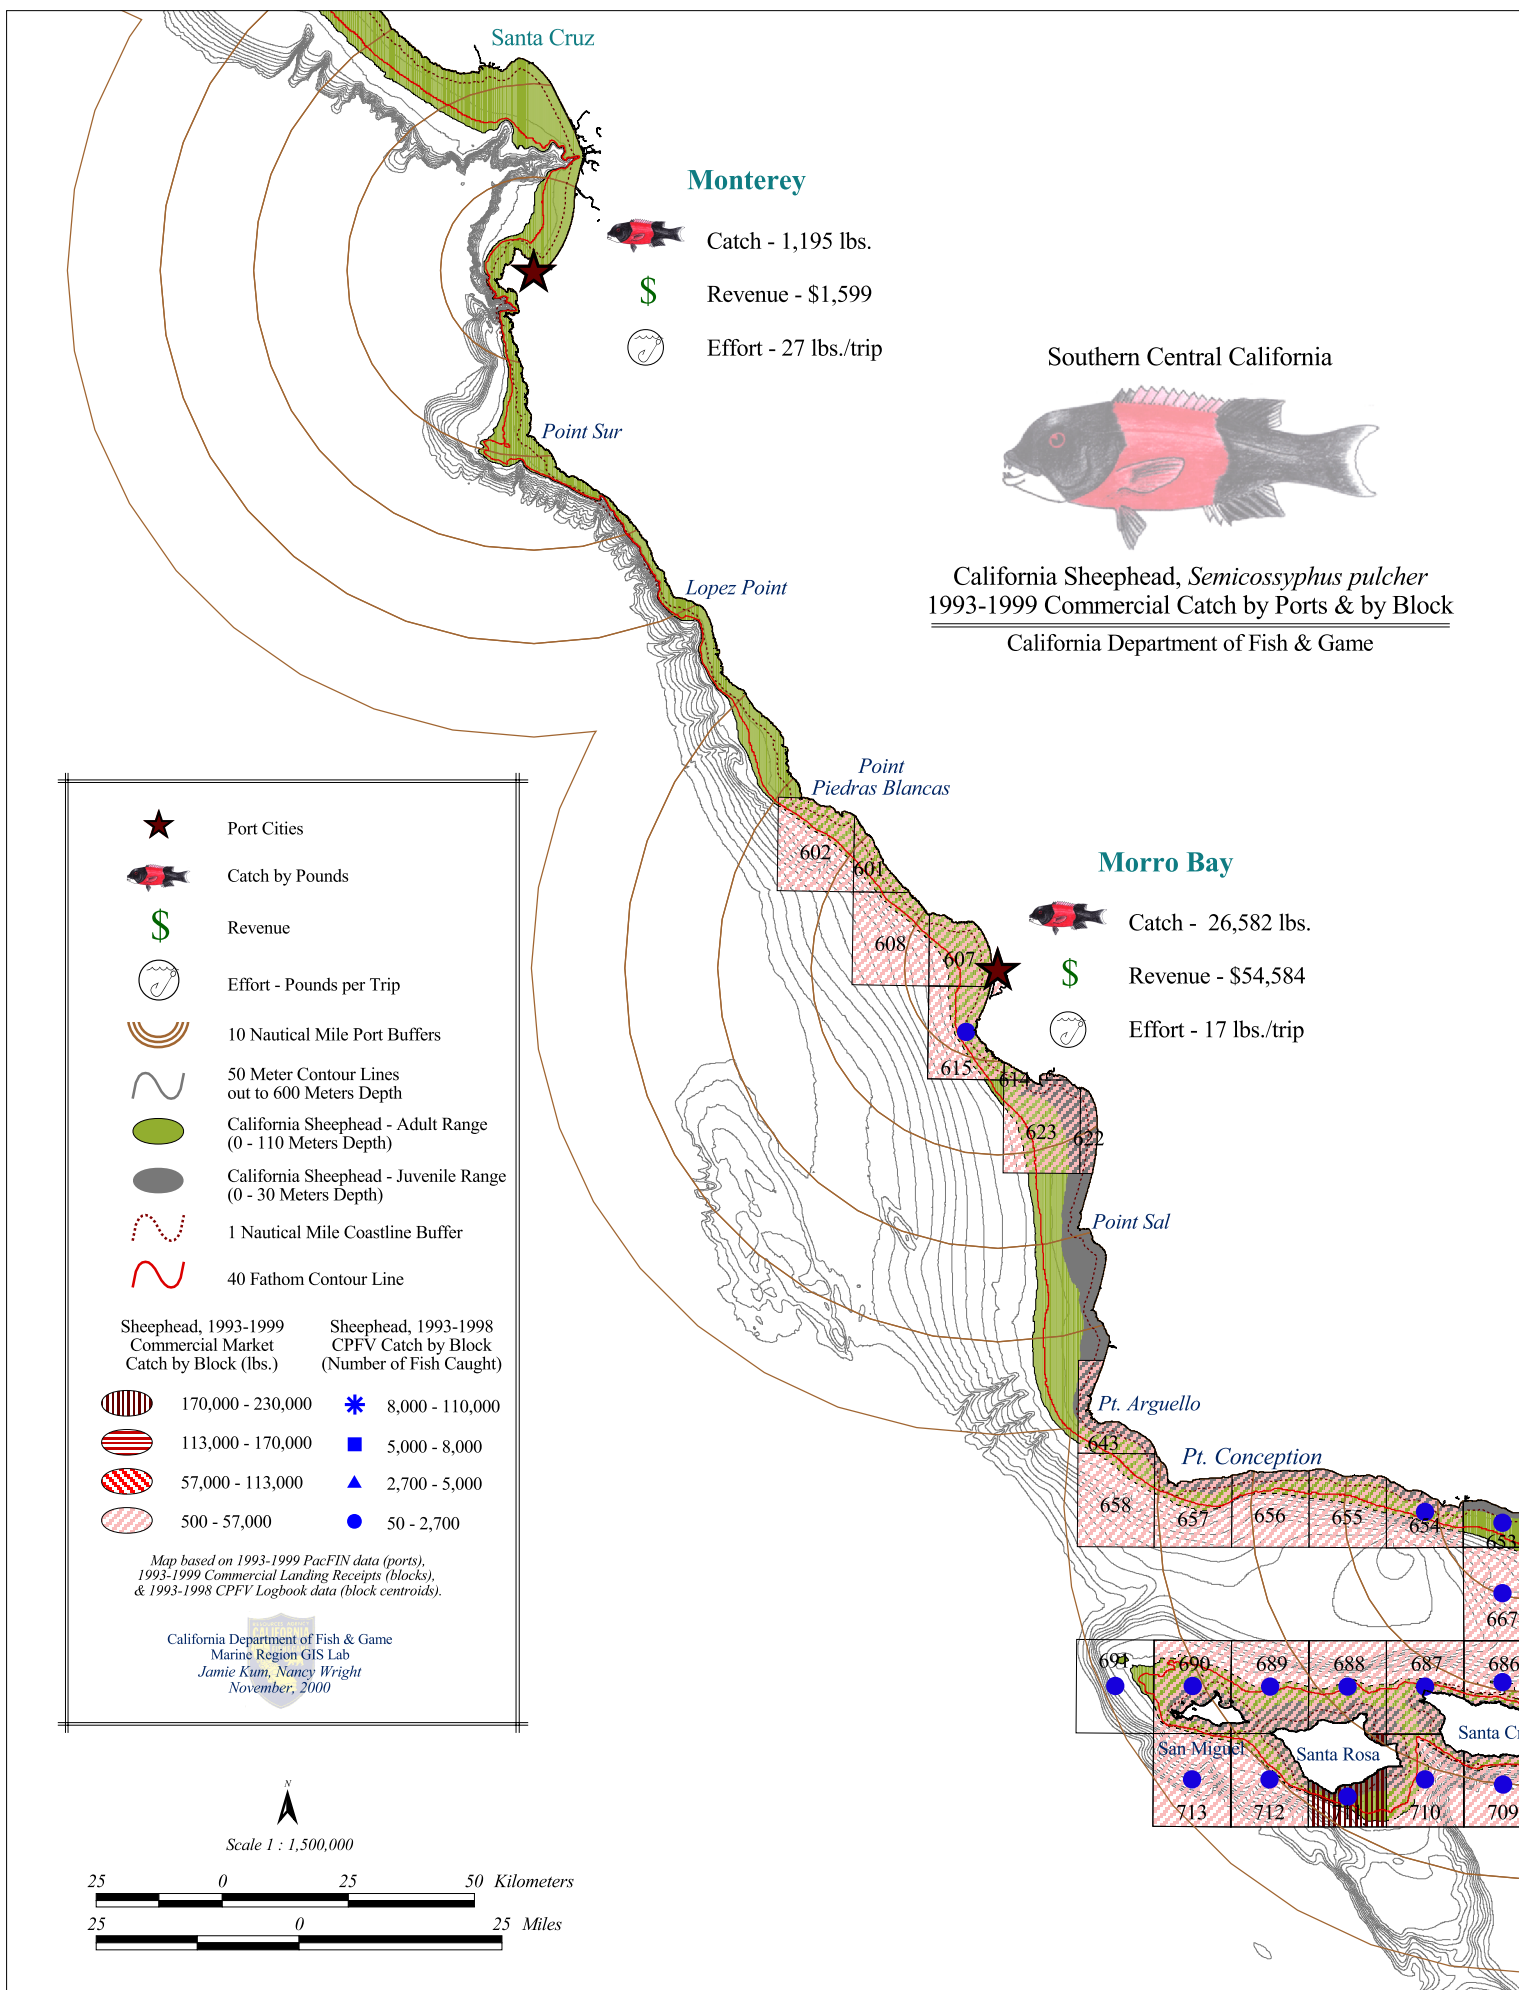 Santa Cruz
Monterey
Catch - 1,195 lbs.
$
Revenue - $1,599
Effort - 27 lbs./trip
Southern Central California
California Sheephead, Semicossyphus pulcher
1993-1999 Commercial Catch by Ports & by Block
California Department of Fish & Game
Point Sur
Lopez Point
Point
Piedras Blancas
602
601
608
607
Morro Bay
Catch - 26,582 lbs.
$
Revenue - $54,584
Effort - 17 lbs./trip
615
614
623
622
Point Sal
Pt. Arguello
643
Pt. Conception
658
657
656
655
654
653
667
691
690
689
688
687
686
Santa Cr
San Miguel
Santa Rosa
713
712
710
709
Port Cities
Catch by Pounds
$
Revenue
Effort - Pounds per Trip
10 Nautical Mile Port Buffers
50 Meter Contour Lines
out to 600 Meters Depth
California Sheephead - Adult Range
(0 - 110 Meters Depth)
California Sheephead - Juvenile Range
(0 - 30 Meters Depth)
1 Nautical Mile Coastline Buffer
40 Fathom Contour Line
Sheephead, 1993-1999
Commercial Market
Catch by Block (lbs.)
170,000 - 230,000
113,000 - 170,000
57,000 - 113,000
500 - 57,000
Sheephead, 1993-1998
CPFV Catch by Block
(Number of Fish Caught)
8,000 - 110,000
5,000 - 8,000
2,700 - 5,000
50 - 2,700
Map based on 1993-1999 PacFIN data (ports),
1993-1999 Commercial Landing Receipts (blocks),
& 1993-1998 CPFV Logbook data (block centroids).
CALIFORNIA
California Department of Fish & Game
Marine Region GIS Lab
Jamie Kum, Nancy Wright
November, 2000
N
Scale 1 : 1,500,000
25 0 25 50 Kilometers
25 0 25 Miles